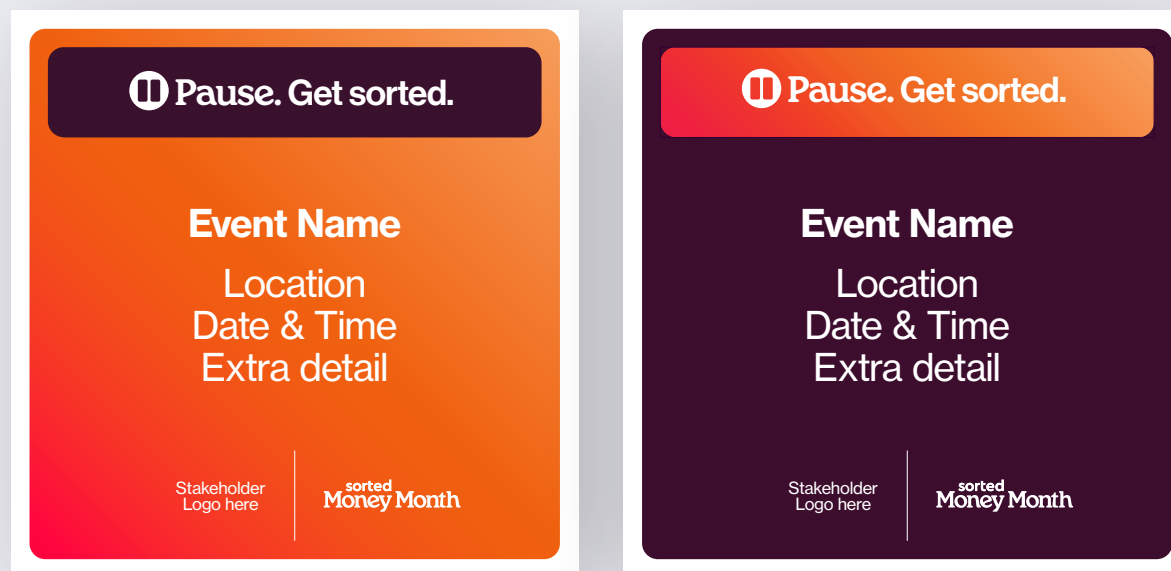 Pause. Get sorted.
Event Name
Location
Date & Time
Extra detail
Stakeholder
Logo here
sorted
Money Month
Pause. Get sorted.
Event Name
Location
Date & Time
Extra detail
Stakeholder
Logo here
sorted
Money Month